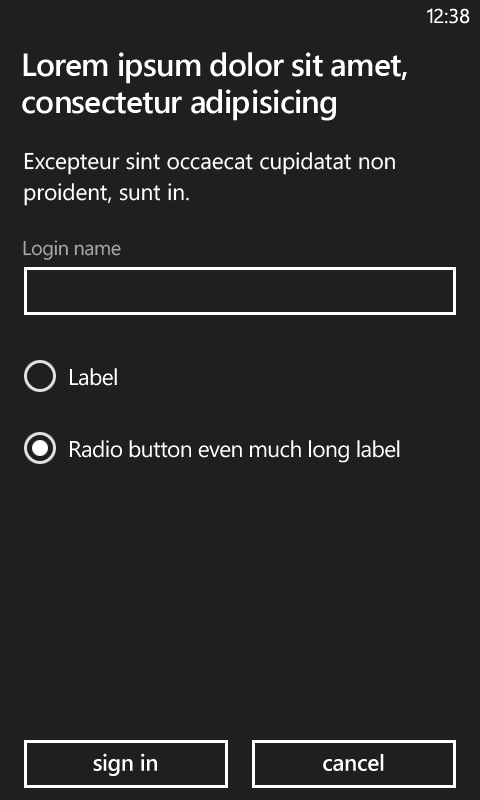 12:38
Lorem ipsum dolor sit amet,
consectetur adipisicing
Excepteur sint occaecat cupidatat non
proident, sunt in.
Login name
Label
Radio button even much long label
sign in
cancel